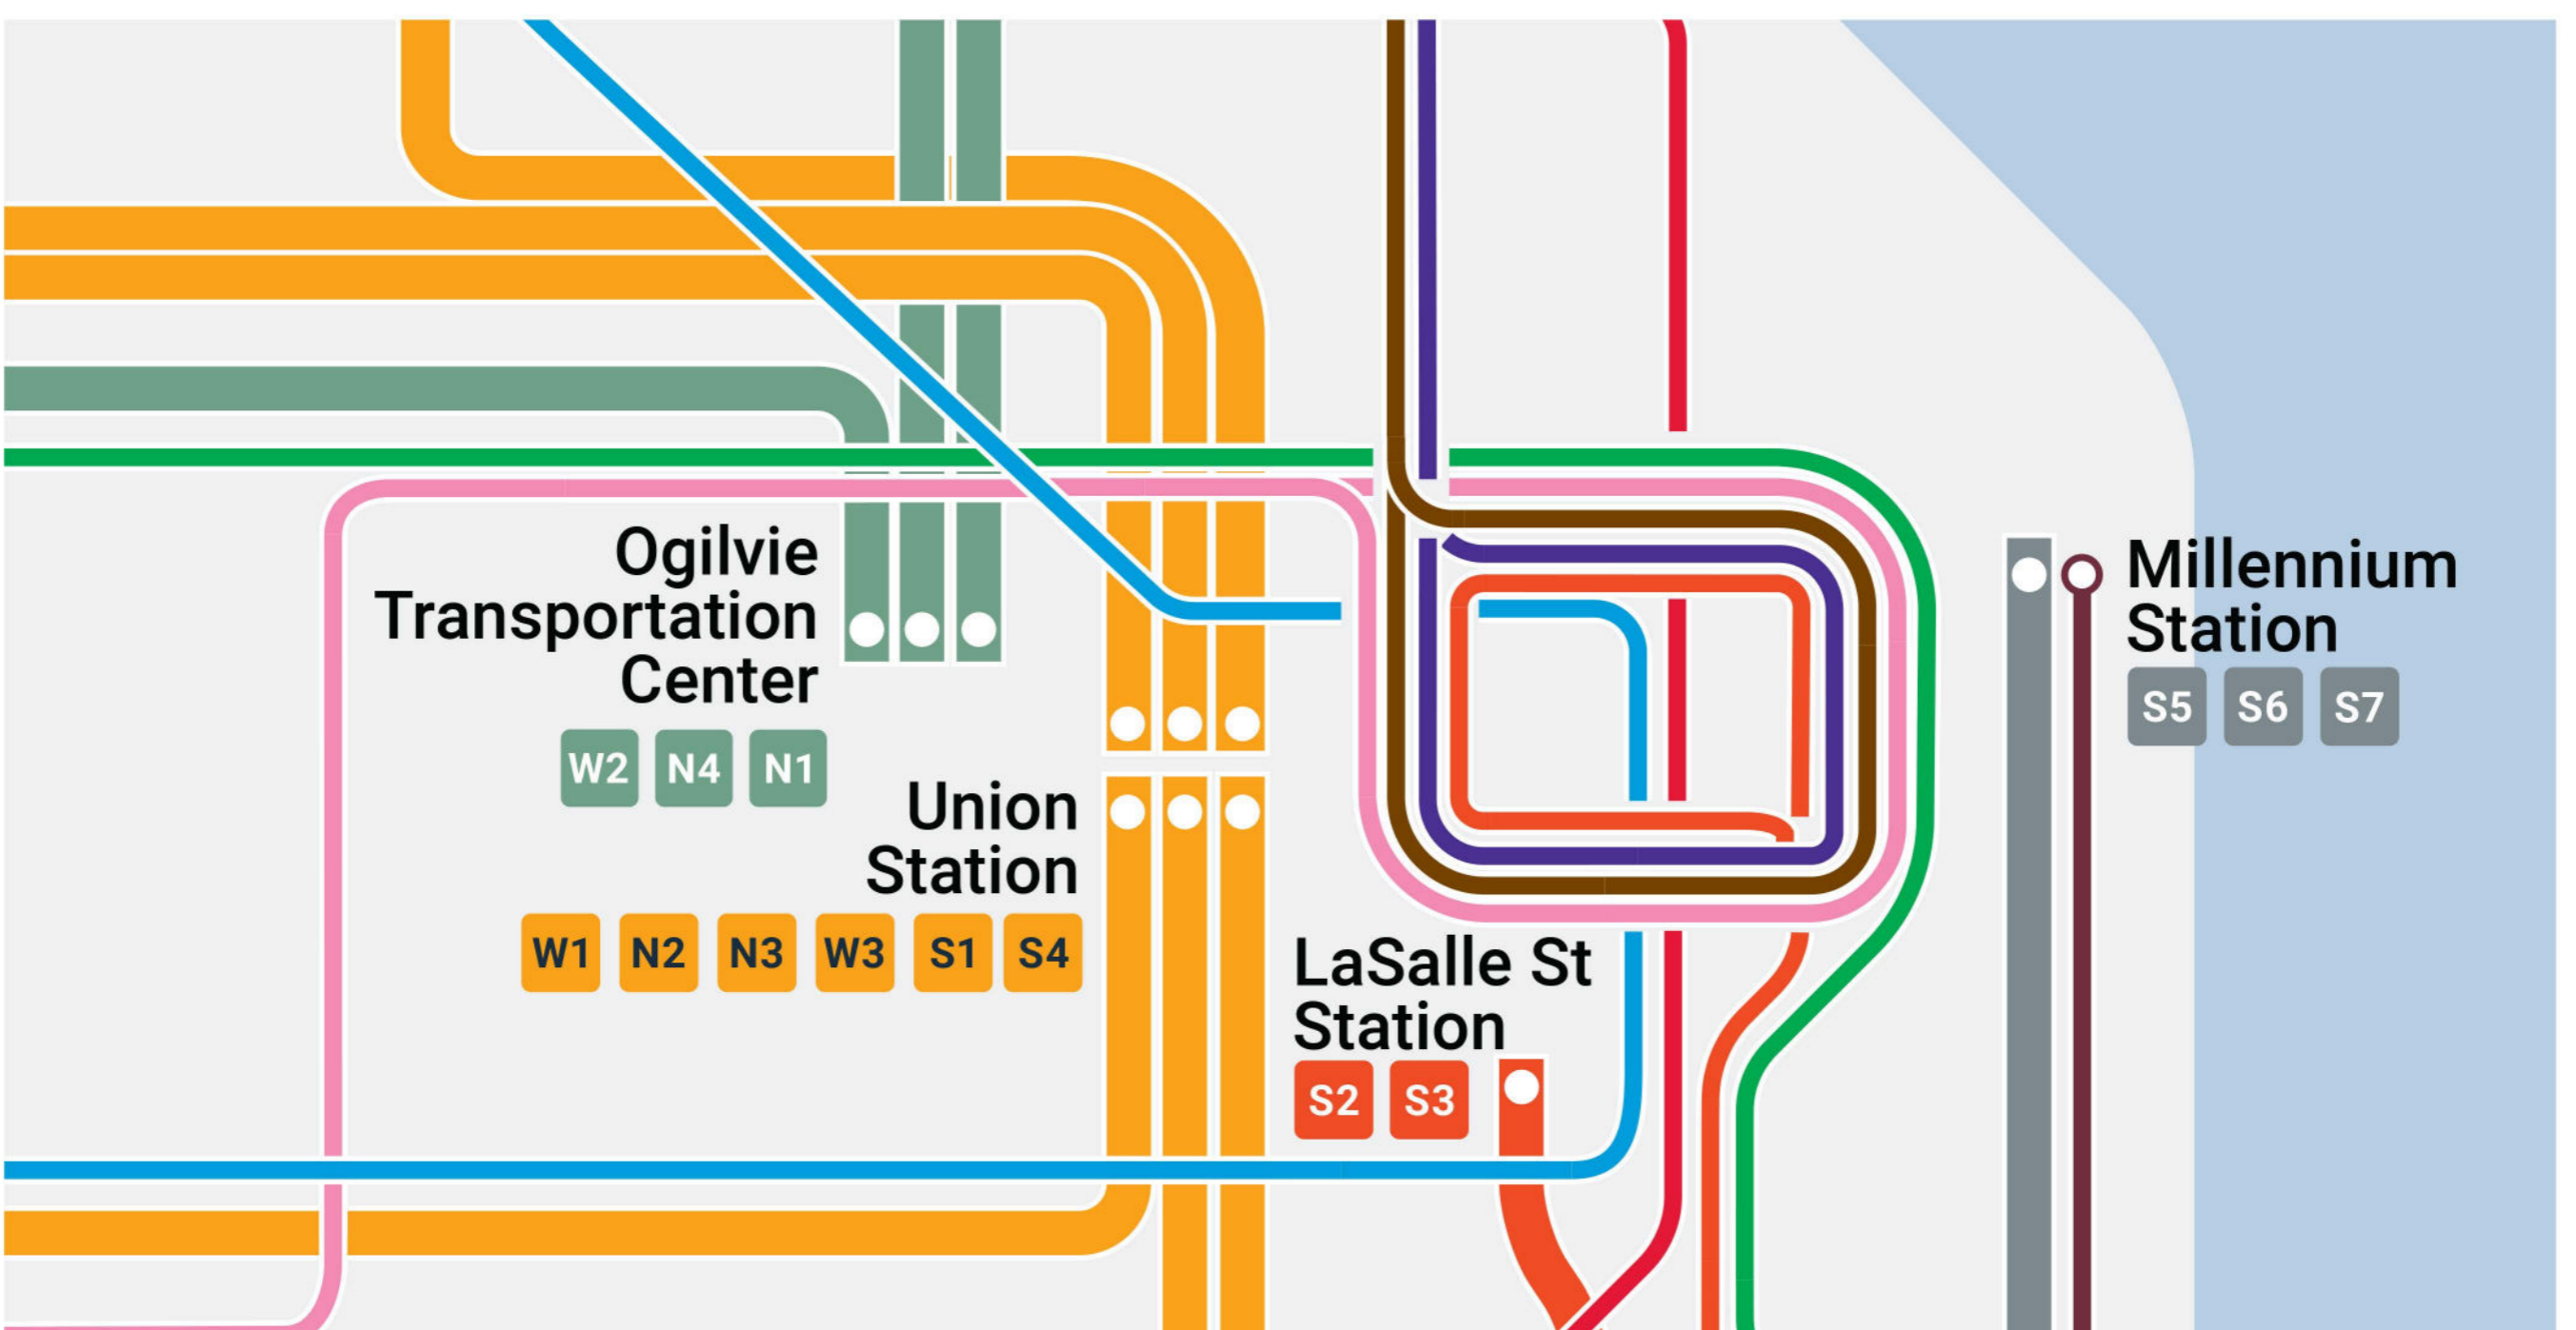 Ogilvie
Transportation
Center
W2 N4 N1
Union
Station
W1 N2 N3 W3 S1 S4
LaSalle St
Station
S2 S3
Millennium
Station
S5 S6 S7